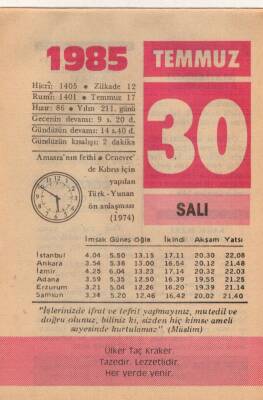 1985
TEMMUZ
30
SALI
Hicrî: 1405 • Zilkade 12
Rumî: 1401 • Temmuz 17
Hızır: 86 • Yılın 211. günü
Gecenin devamı: 9 s. 20 d.
Gündüzün devamı: 14 s.40 d.
Gündüzün kısalışı: 2 dakika
Amasra'nın fethi • Cenevre'
de Kıbrıs için
yapılan
Türk - Yunan
ön anlaşması
(1974)
İmsak Güneş Öğle İkindi Akşam Yatsı
İstanbul 4.04 5.50 13.15 17.11 20.30 22.08
Ankara 3.54 5.38 13.00 16.54 20.12 21.48
İzmir 4.25 6.04 13.23 17.14 20.32 22.03
Adana 3.59 5.35 12.50 16.39 19.55 21.25
Erzurum 3.21 5.04 12.26 16.20 19.39 21.14
Samsun 3.38 5.20 12.46 16.42 20.02 21.40
"İşlerinizde ifrat ve tefrit yapmayınız, mutedil ve
doğru olunuz, biliniz ki, sizden hiç kimse ameli
sayesinde kurtulamaz". (Müslim)
Ülker Taç Kraker.
Tazedir. Lezzetlidir.
Her yerde yenir.